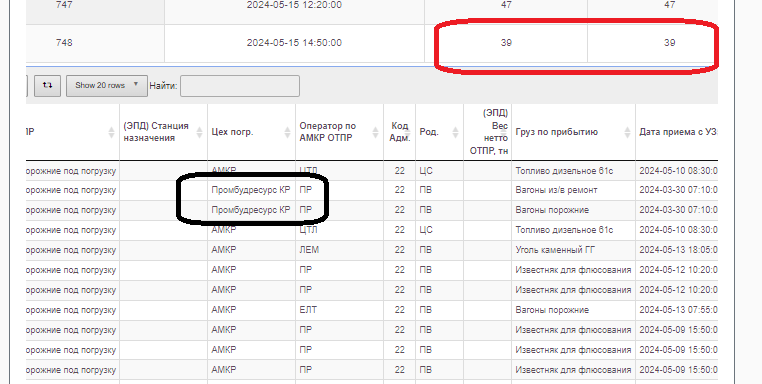 747 2024-05-15 12:20:00 47 47
748 2024-05-15 14:50:00 39 39
Show 20 rows Найти:
ПР (ЭПД) Станция назначения Цех погр. Оператор по АМКР ОТПР Код Адм. Род. (ЭПД) Вес нетто ОТПР, тн Груз по прибытию Дата приема с УЗ
орожние под погрузку АМКР ЦТЛ 22 ЦС Топливо дизельное б1с 2024-05-10 08:30:0
орожние под погрузку Промбудресурс КР ПР 22 ПВ Вагоны из/в ремонт 2024-03-30 07:10:0
орожние под погрузку Промбудресурс КР ПР 22 ПВ Вагоны порожние 2024-03-30 07:10:0
орожние под погрузку АМКР ЦТЛ 22 ЦС Топливо дизельное б1с 2024-05-10 08:30:0
орожние под погрузку АМКР ЛЕМ 22 ПВ Уголь каменный ГГ 2024-05-13 18:05:0
орожние под погрузку АМКР ПР 22 ПВ Известняк для флюсования 2024-05-12 10:20:0
орожние под погрузку АМКР ПР 22 ПВ Известняк для флюсования 2024-05-12 10:20:0
орожние под погрузку АМКР ЕЛТ 22 ПВ Вагоны порожние 2024-05-13 07:55:0
орожние под погрузку АМКР ПР 22 ПВ Известняк для флюсования 2024-05-09 15:50:0
орожние под погрузку АМКР ПР 22 ПВ Известняк для флюсования 2024-05-09 15:50:0
орожние под погрузку АМКР ПР 22 ПВ Известняк для флюсования 2024-05-09 15:50:0